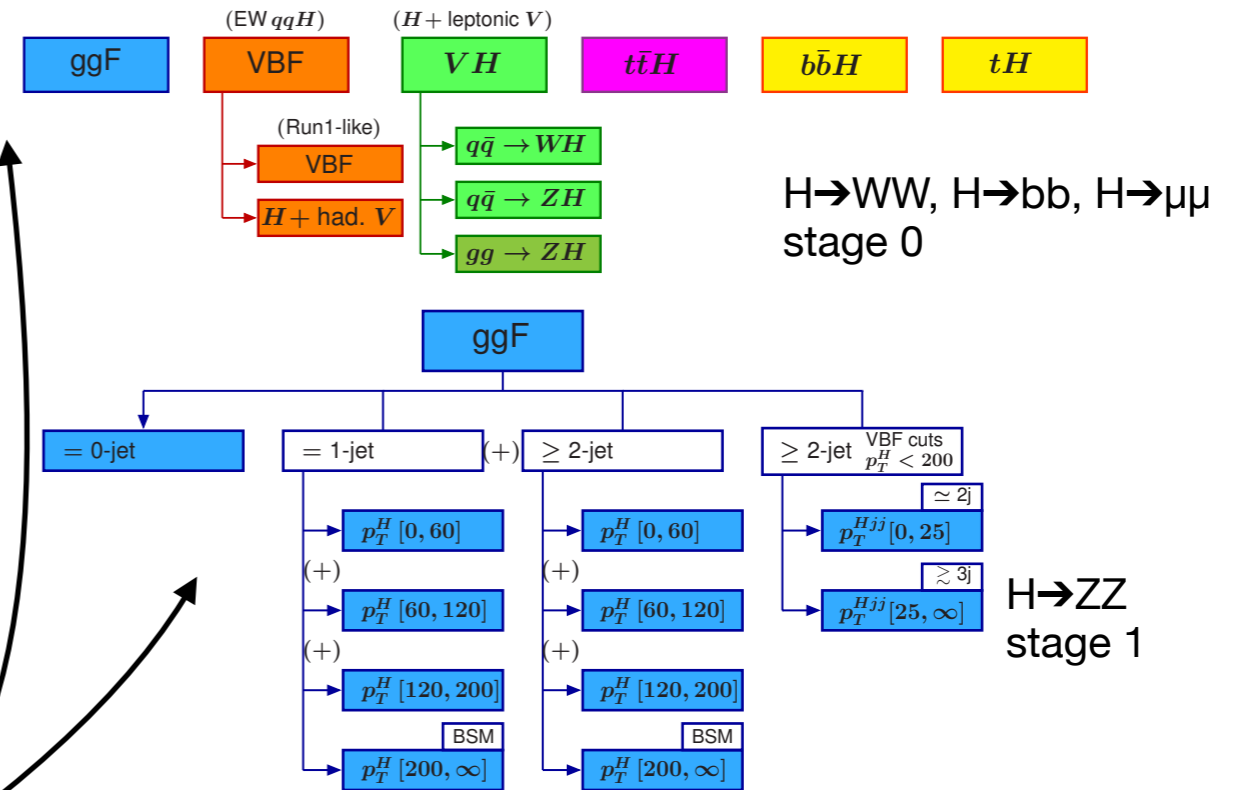 (EW qqH)
(H + leptonic V)
ggF
VBF
VH
tt̄H
bb̄H
tH
(Run1-like)
VBF
H + had. V
qq̄ → WH
qq̄ → ZH
gg → ZH
H➔WW, H➔bb, H➔μμ
stage 0
ggF
= 0-jet
= 1-jet
(+)
≥ 2-jet
≥ 2-jet VBF cuts
p_T^H < 200
p_T^H [0, 60]
(+)
p_T^H [60, 120]
(+)
p_T^H [120, 200]
BSM
p_T^H [200, ∞]
p_T^H [0, 60]
(+)
p_T^H [60, 120]
(+)
p_T^H [120, 200]
BSM
p_T^H [200, ∞]
≃ 2j
p_T^{Hjj} [0, 25]
≳ 3j
p_T^{Hjj} [25, ∞]
H➔ZZ
stage 1